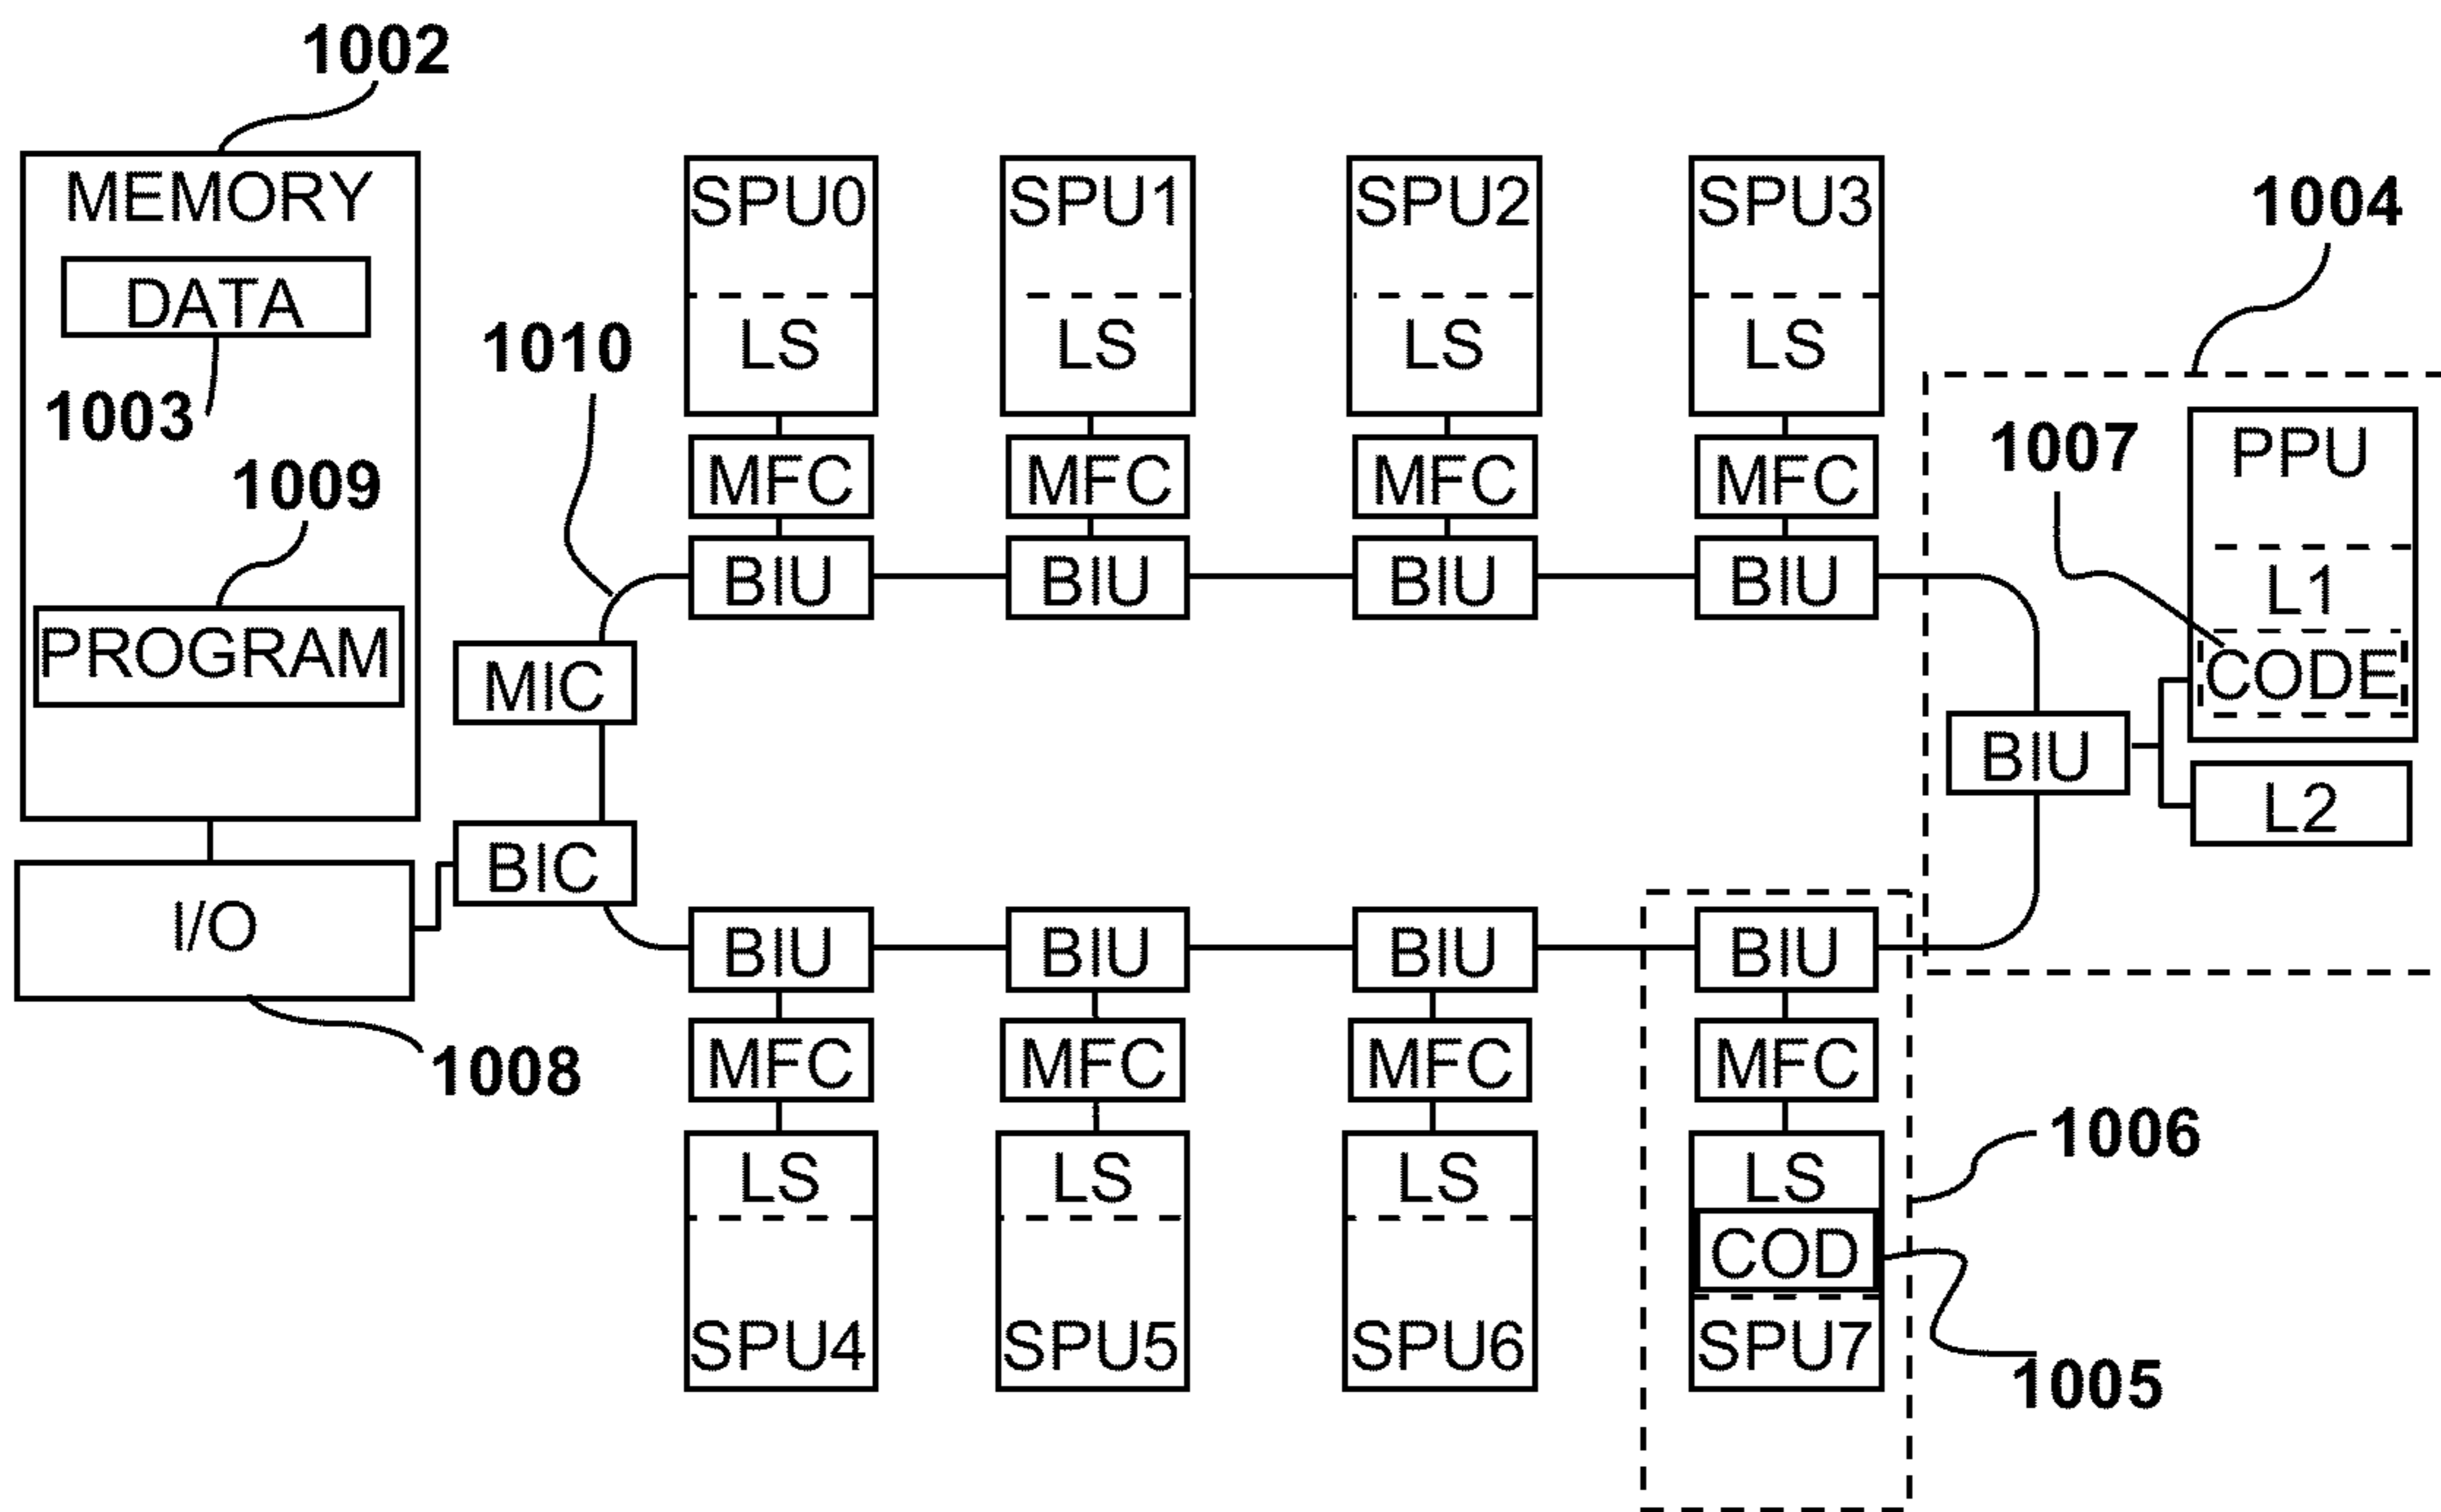 1002
MEMORY
DATA
1003
1009
PROGRAM
I/O
1008
1010
MIC
BIC
SPU0
LS
MFC
BIU
SPU1
LS
MFC
BIU
SPU2
LS
MFC
BIU
SPU3
LS
MFC
BIU
1004
1007
PPU
L1
CODE
BIU
L2
BIU
MFC
LS
SPU4
BIU
MFC
LS
SPU5
BIU
MFC
LS
SPU6
BIU
MFC
LS
COD
SPU7
1006
1005